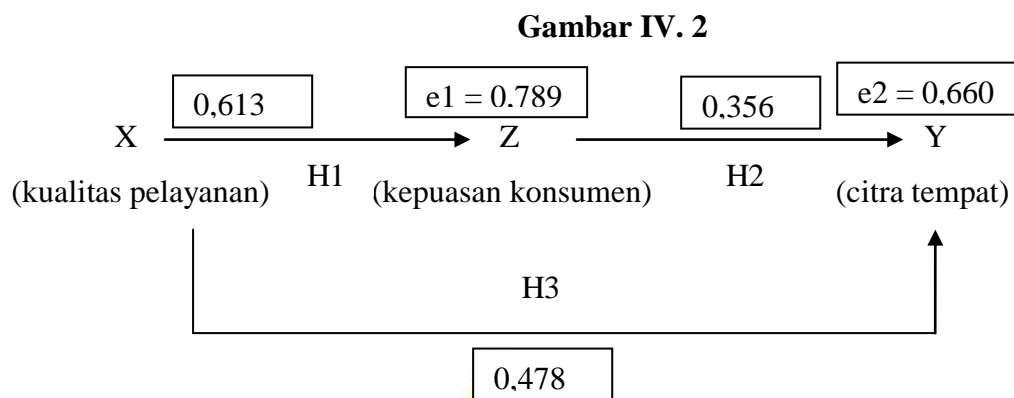 Gambar IV. 2
0,613
e1 = 0,789
0,356
e2 = 0,660
X
Z
Y
H1
H2
(kualitas pelayanan)
(kepuasan konsumen)
(citra tempat)
H3
0,478